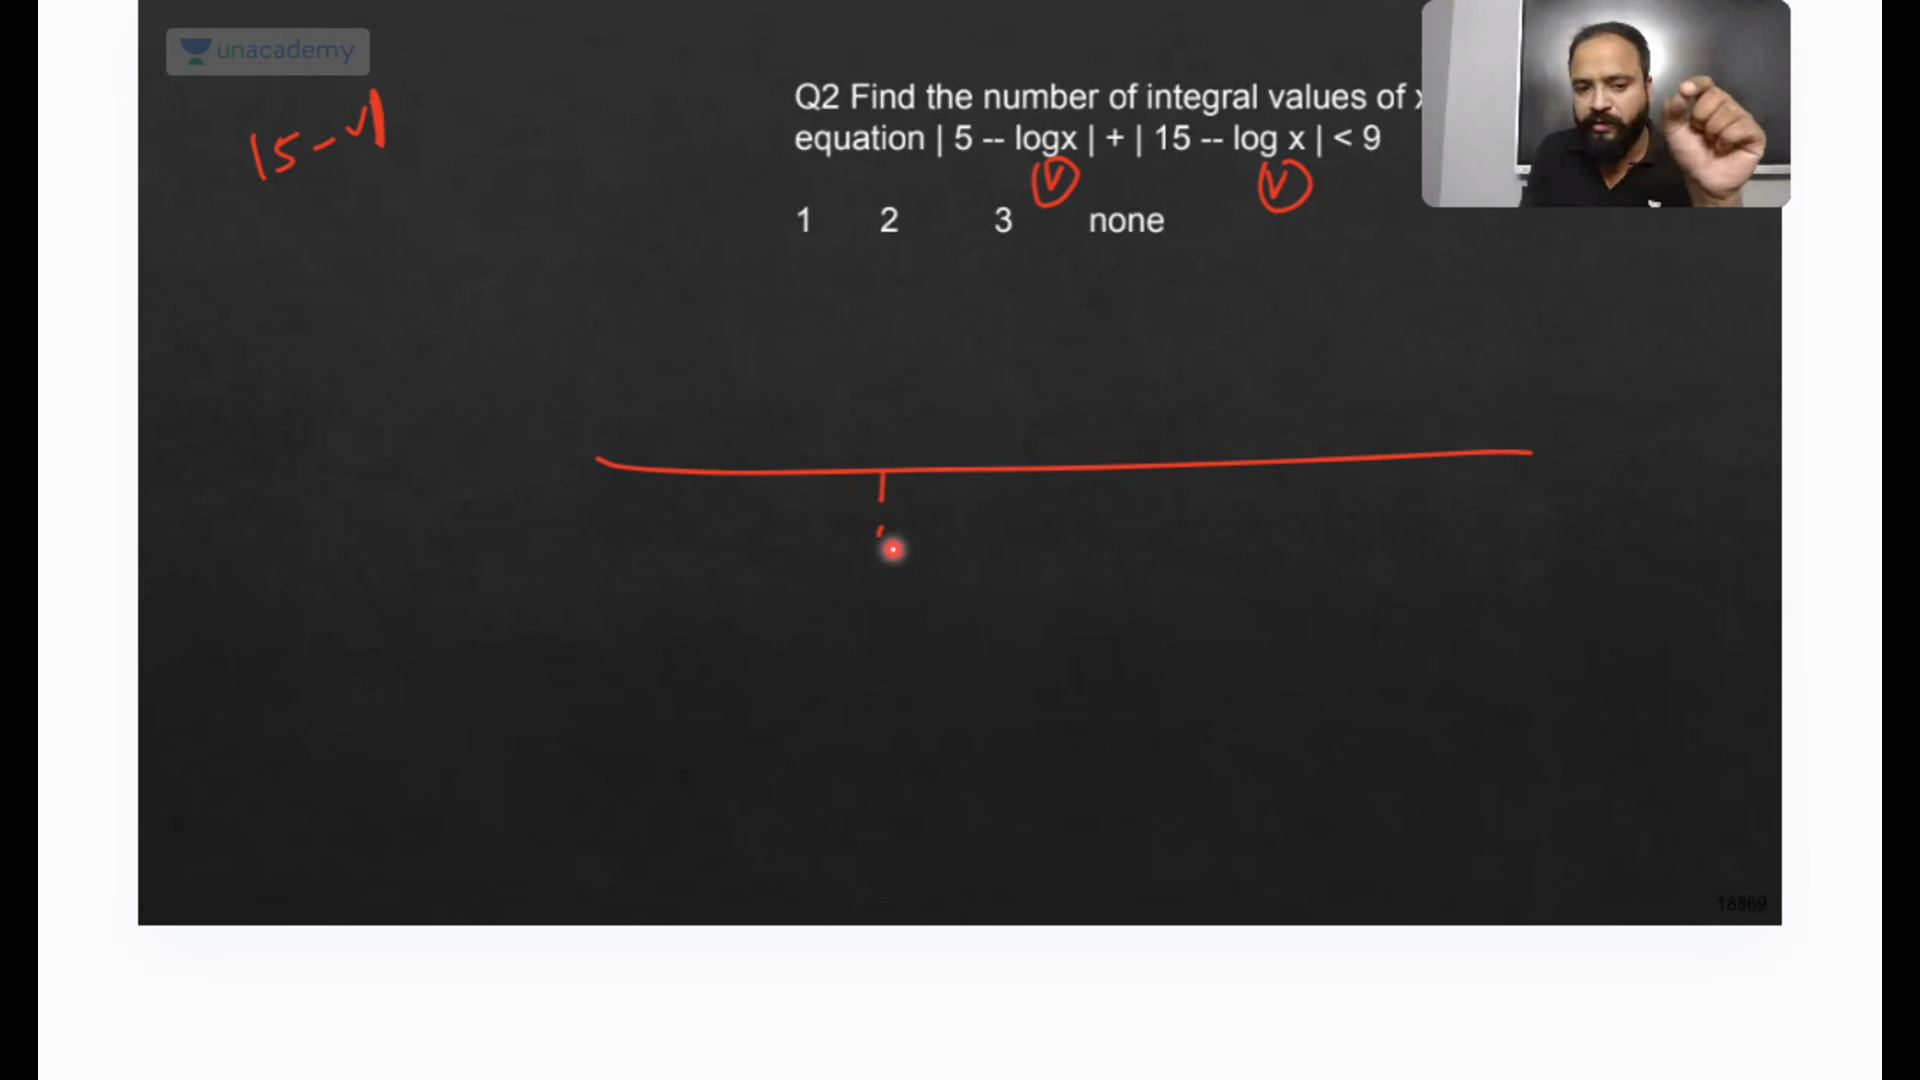 unacademy
15-v
Q2 Find the number of integral values of x
equation | 5 -- logx | + | 15 -- log x | < 9
v v
1 2 3 none
18869